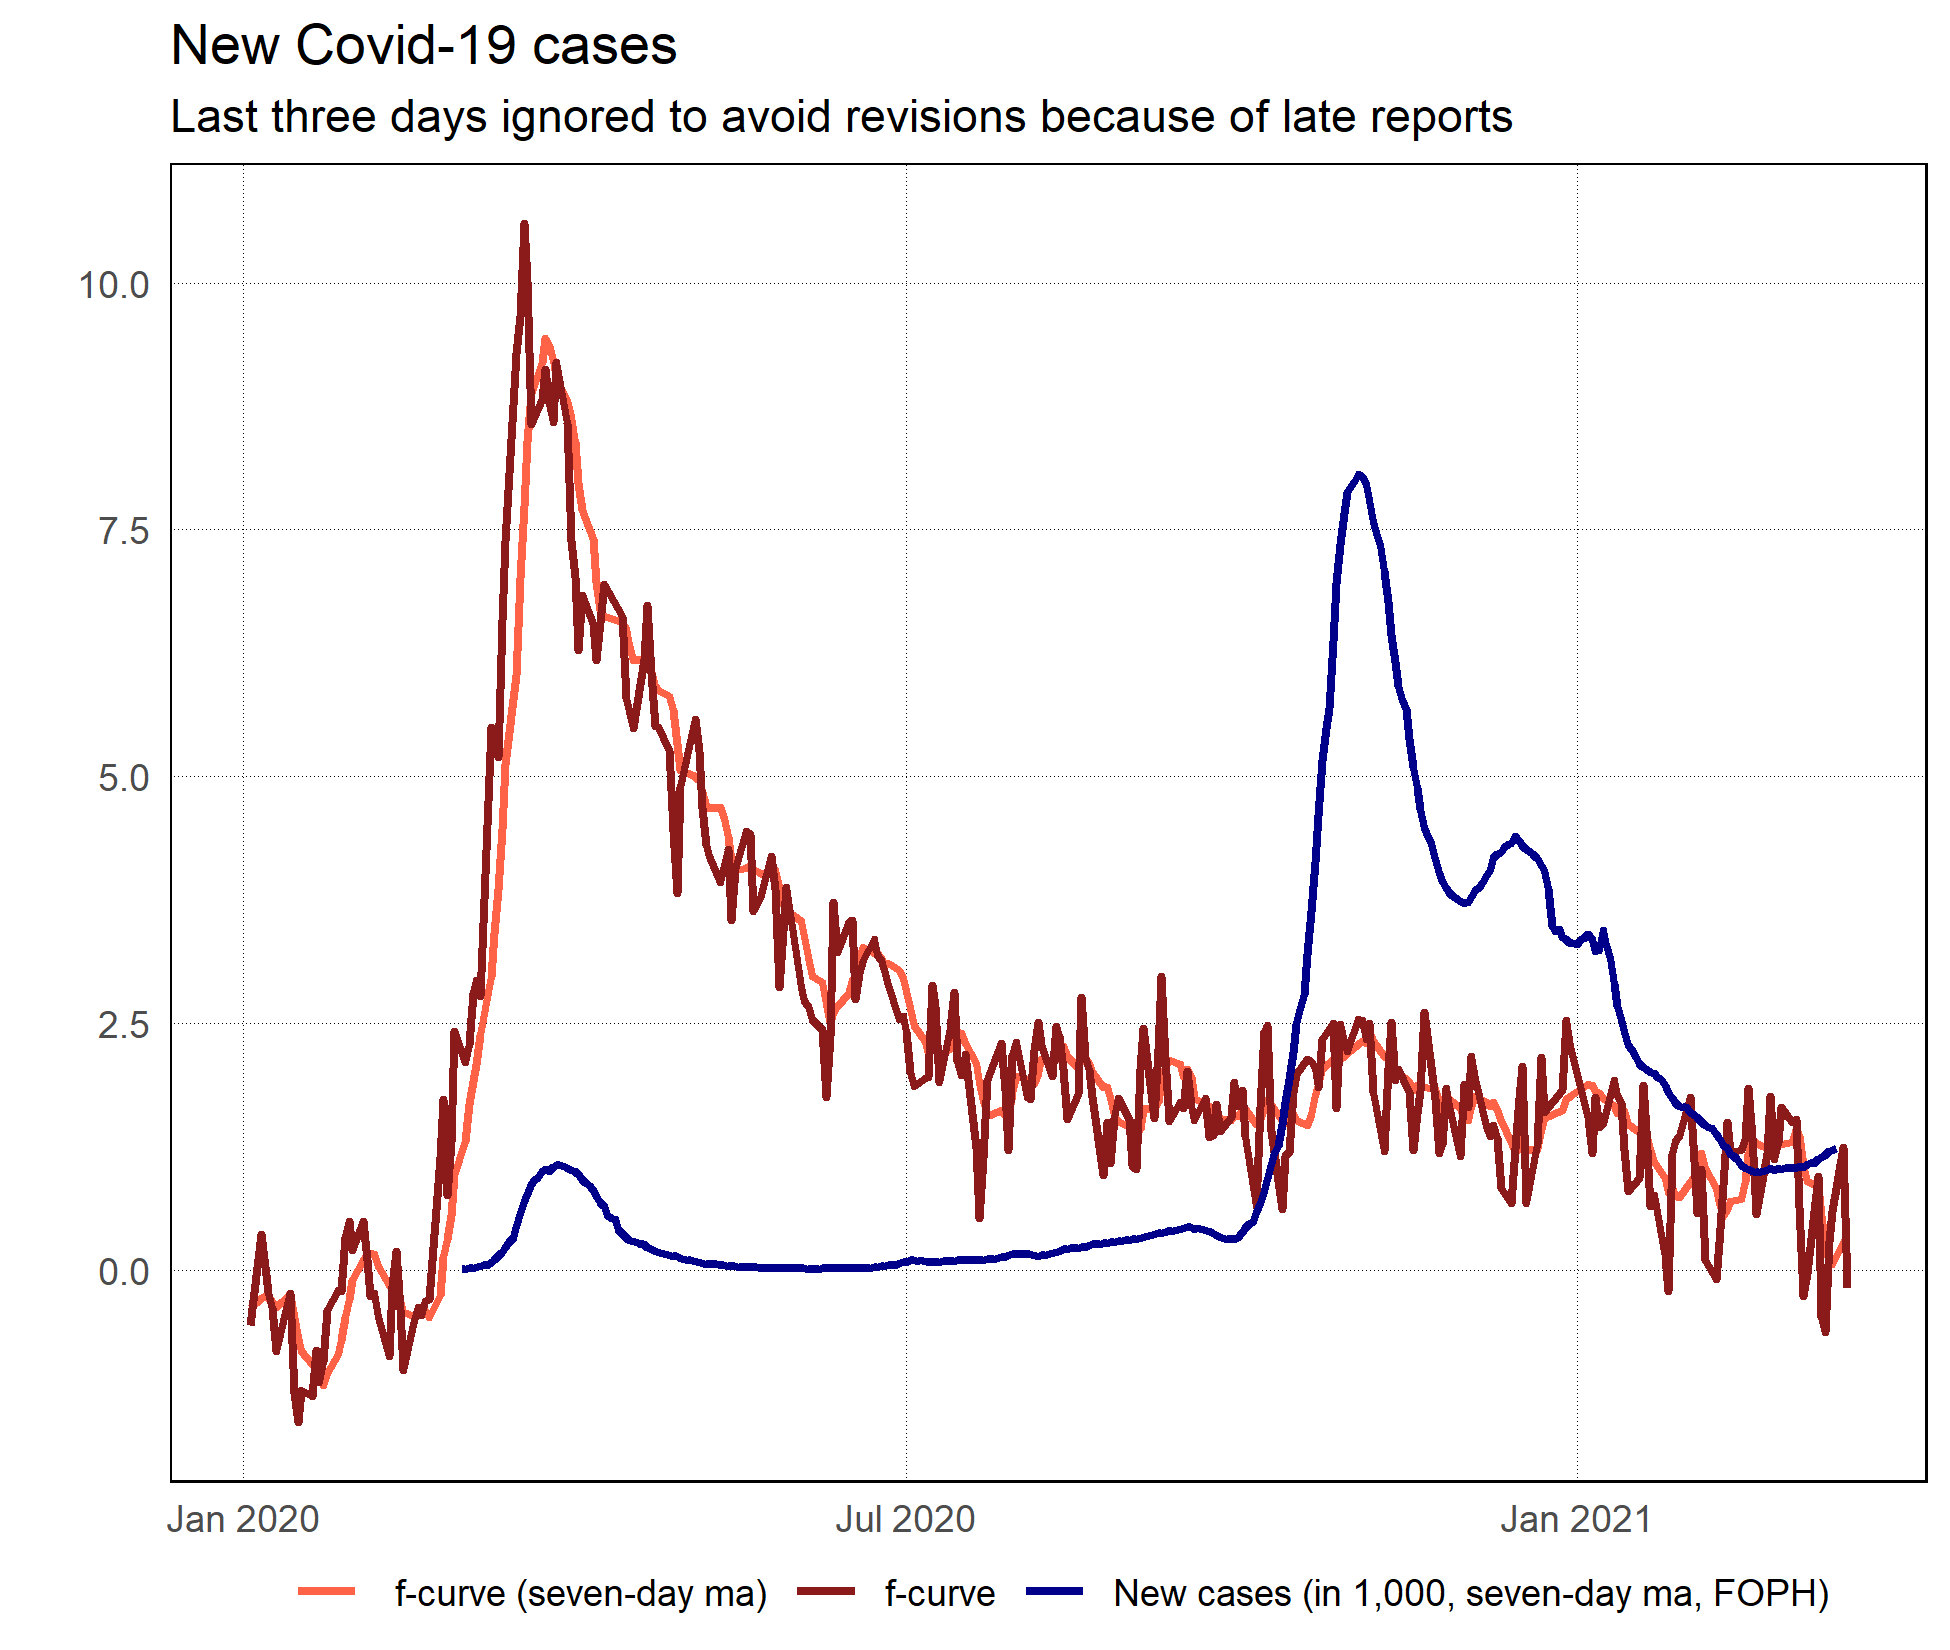 New Covid-19 cases
Last three days ignored to avoid revisions because of late reports
10.0
7.5
5.0
2.5
0.0
Jan 2020 Jul 2020 Jan 2021
f-curve (seven-day ma) f-curve New cases (in 1,000, seven-day ma, FOPH)